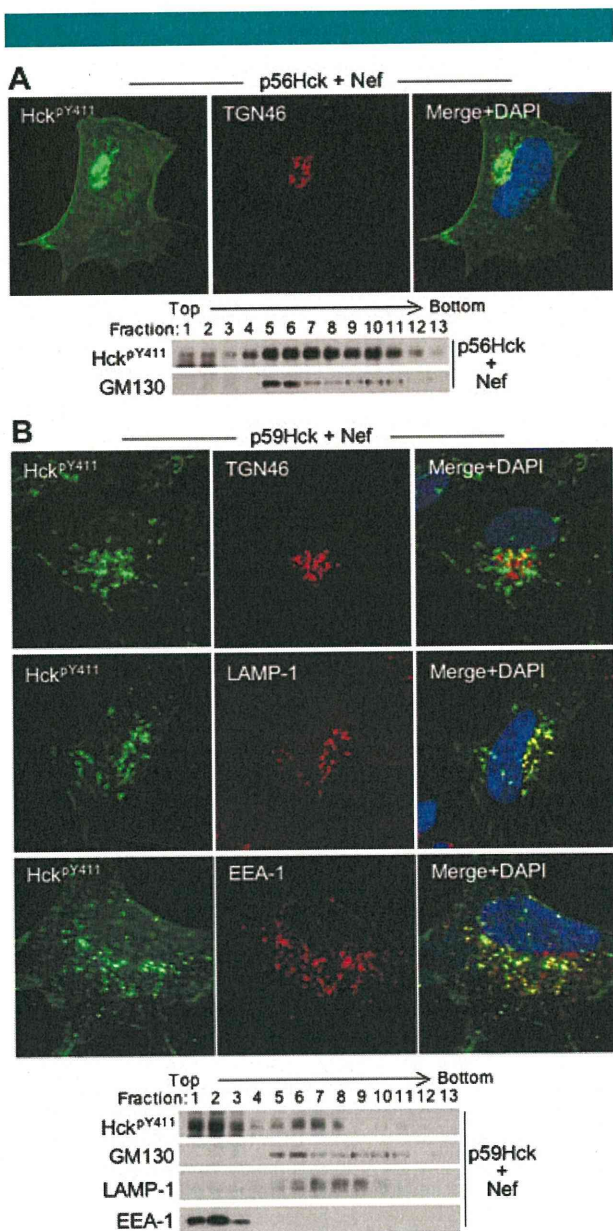 A
p56Hck + Nef
HckpY411 TGN46 Merge+DAPI
Top Bottom
Fraction: 1 2 3 4 5 6 7 8 9 10 11 12 13
HckpY411
GM130
p56Hck
+
Nef
B
p59Hck + Nef
HckpY411 TGN46 Merge+DAPI
HckpY411 LAMP-1 Merge+DAPI
HckpY411 EEA-1 Merge+DAPI
Top Bottom
Fraction: 1 2 3 4 5 6 7 8 9 10 11 12 13
HckpY411
GM130
LAMP-1
EEA-1
p59Hck
+
Nef